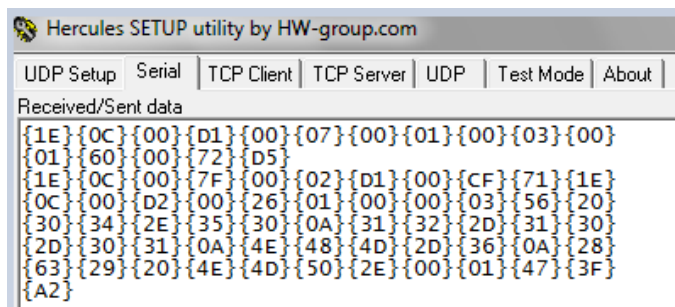 Hercules SETUP utility by HW-group.com
UDP Setup Serial TCP Client TCP Server UDP Test Mode About
Received/Sent data
{1E}{0C}{00}{D1}{00}{07}{00}{01}{00}{03}{00}
{01}{60}{00}{72}{D5}
{1E}{0C}{00}{7F}{00}{02}{D1}{00}{CF}{71}{1E}
{0C}{00}{D2}{00}{26}{01}{00}{00}{03}{56}{20}
{30}{34}{2E}{35}{30}{0A}{31}{32}{2D}{31}{30}
{2D}{30}{31}{0A}{4E}{48}{4D}{2D}{36}{0A}{28}
{63}{29}{20}{4E}{4D}{50}{2E}{00}{01}{47}{3F}
{A2}